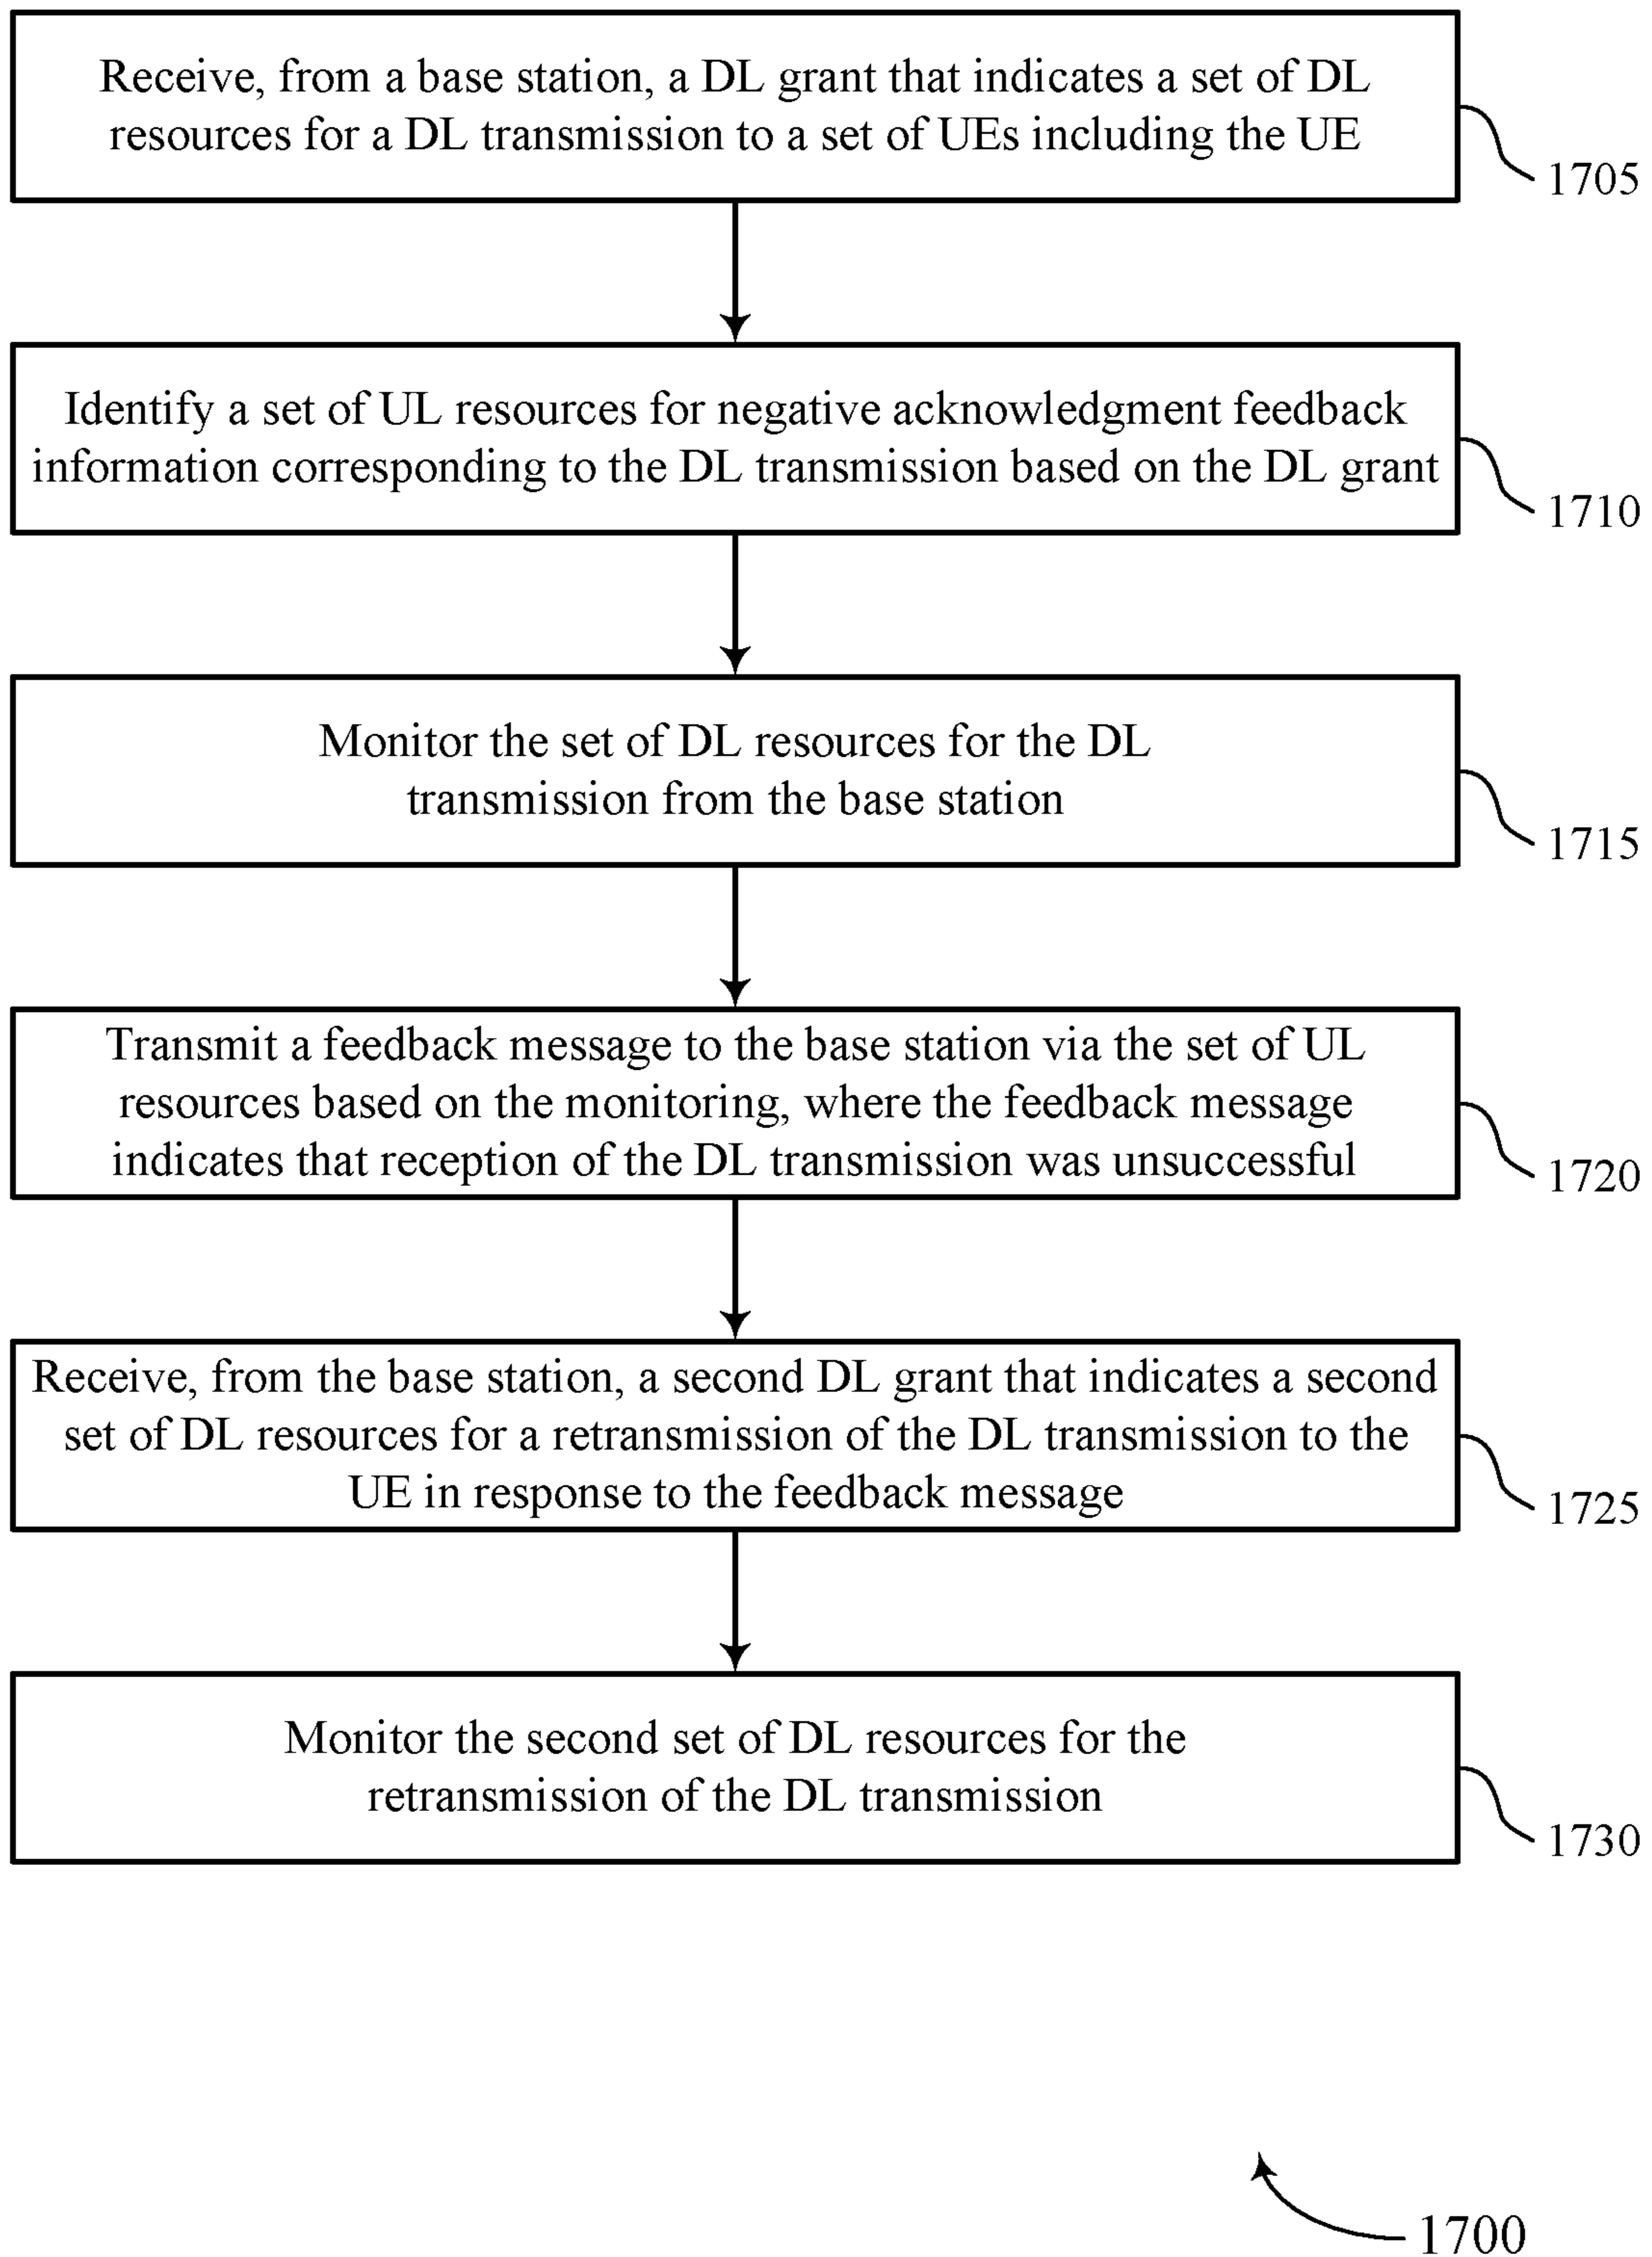 Receive, from a base station, a DL grant that indicates a set of DL
resources for a DL transmission to a set of UEs including the UE
1705
Identify a set of UL resources for negative acknowledgment feedback
information corresponding to the DL transmission based on the DL grant
1710
Monitor the set of DL resources for the DL
transmission from the base station
1715
Transmit a feedback message to the base station via the set of UL
resources based on the monitoring, where the feedback message
indicates that reception of the DL transmission was unsuccessful
1720
Receive, from the base station, a second DL grant that indicates a second
set of DL resources for a retransmission of the DL transmission to the
UE in response to the feedback message
1725
Monitor the second set of DL resources for the
retransmission of the DL transmission
1730
1700